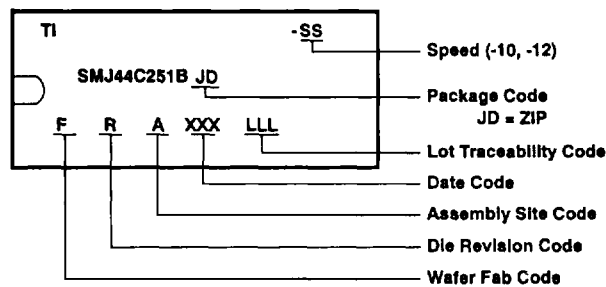 TI
-SS
SMJ44C251B JD
F R A XXX LLL
Speed (-10, -12)
Package Code
JD = ZIP
Lot Traceability Code
Date Code
Assembly Site Code
Die Revision Code
Wafer Fab Code